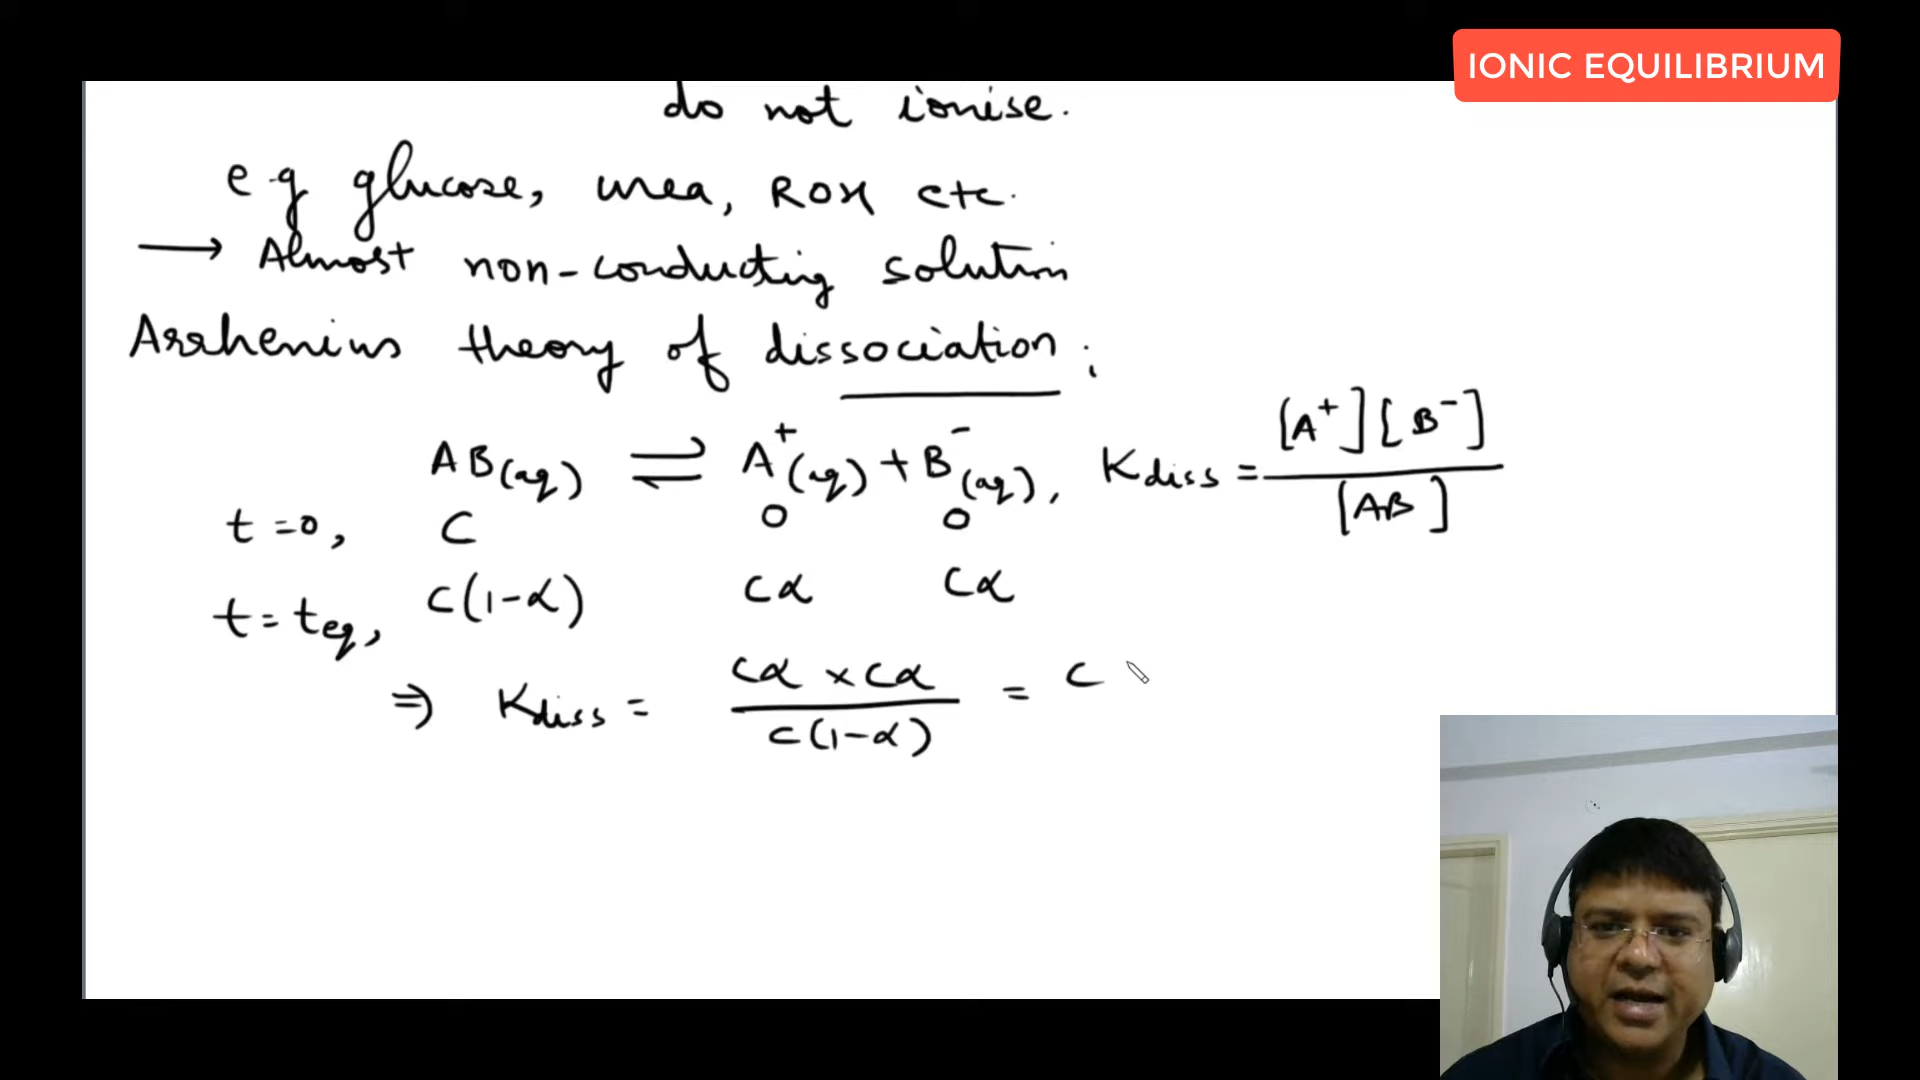 IONIC EQUILIBRIUM
do not ionise.
e.g glucose, urea, ROH etc.
→ Almost non-conducting solution
Arrhenius theory of dissociation :
AB(aq) ⇌ A⁺(aq) + B⁻(aq), Kdiss = [A⁺][B⁻] / [AB]
t=0, C 0 0
t=teq, C(1-α) Cα Cα
⇒ Kdiss = Cα × Cα / C(1-α) = C